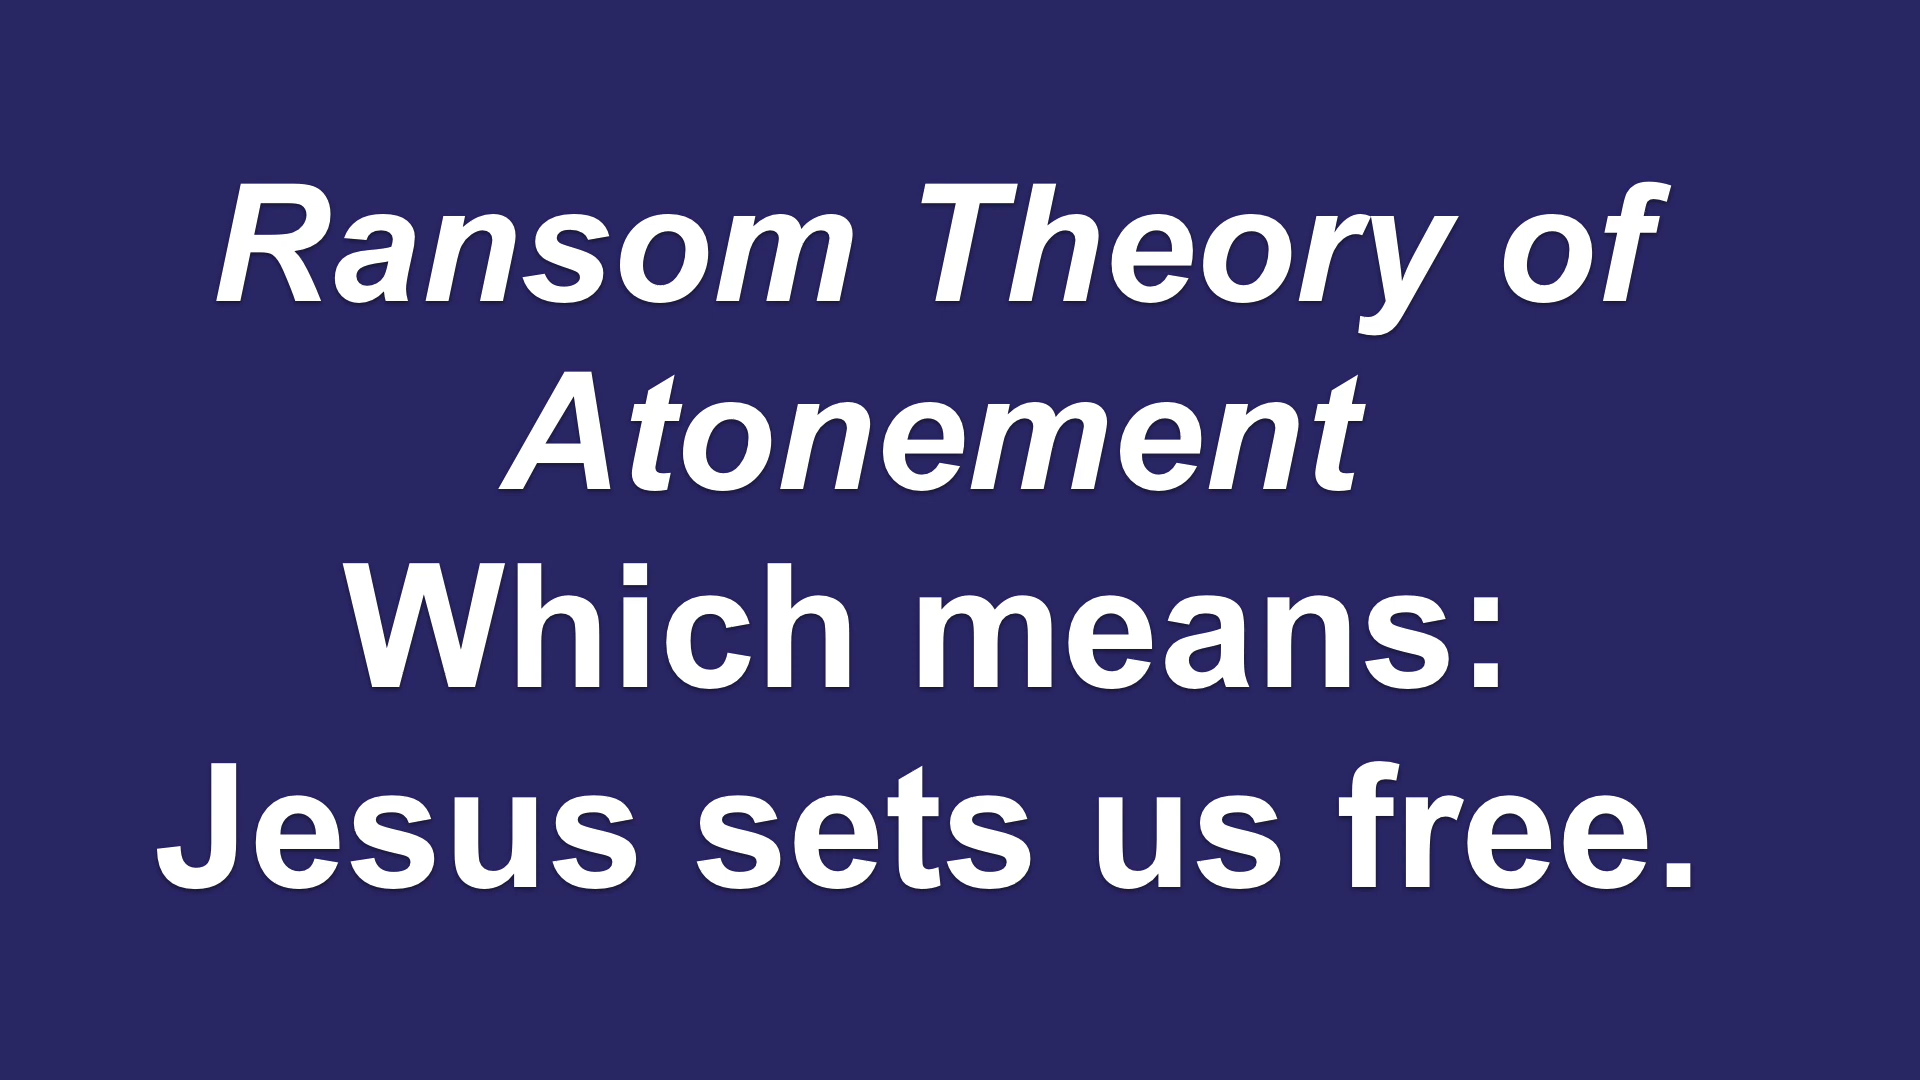 Ransom Theory of
Atonement
Which means:
Jesus sets us free.